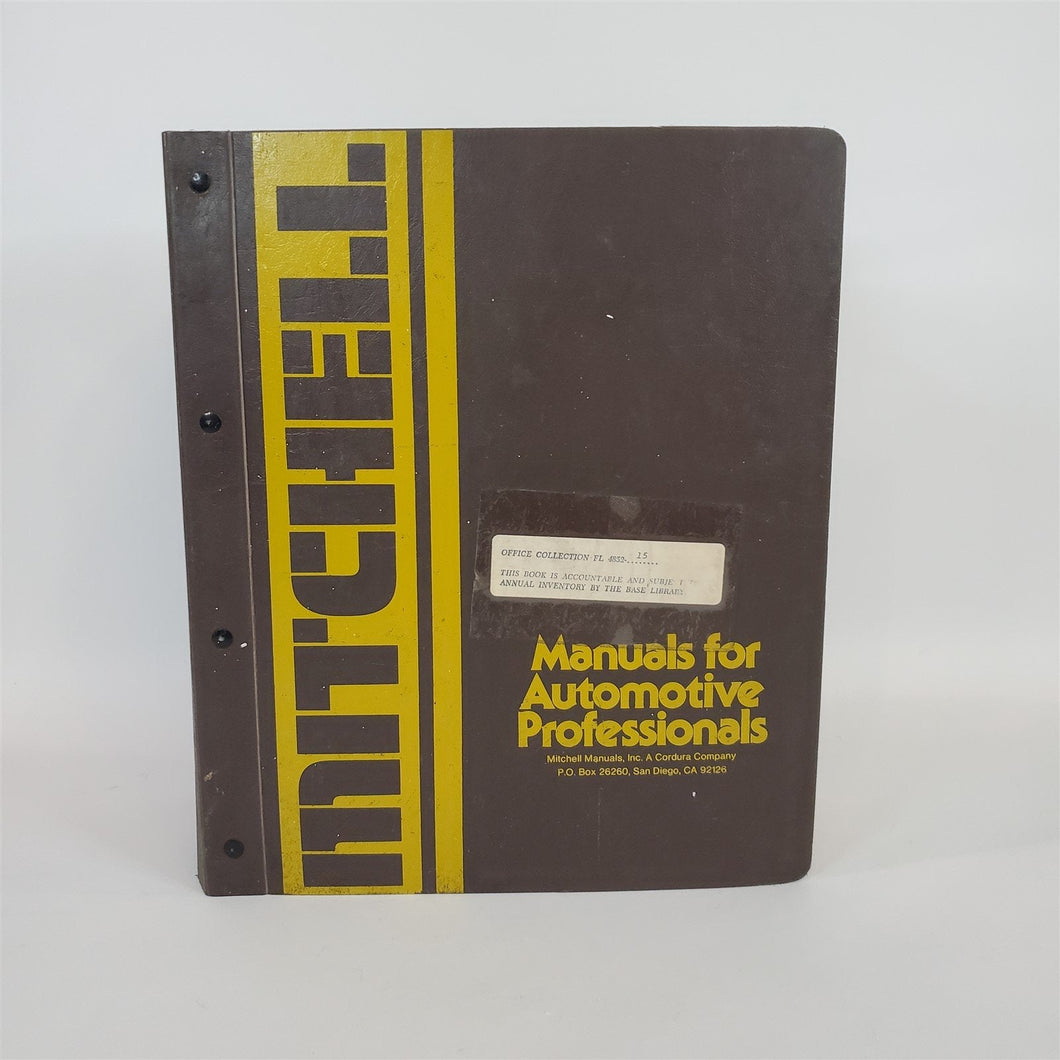 mitchell
OFFICE COLLECTION-FL 4852-
15
THIS BOOK IS ACCOUNTABLE AND
ANNUAL INVENTORY BY THE BASE LIBRARY
Manuals for
Automotive
Professionals
Mitchell Manuals, Inc. A Cordura Company
P.O. Box 26260, San Diego, CA 92126